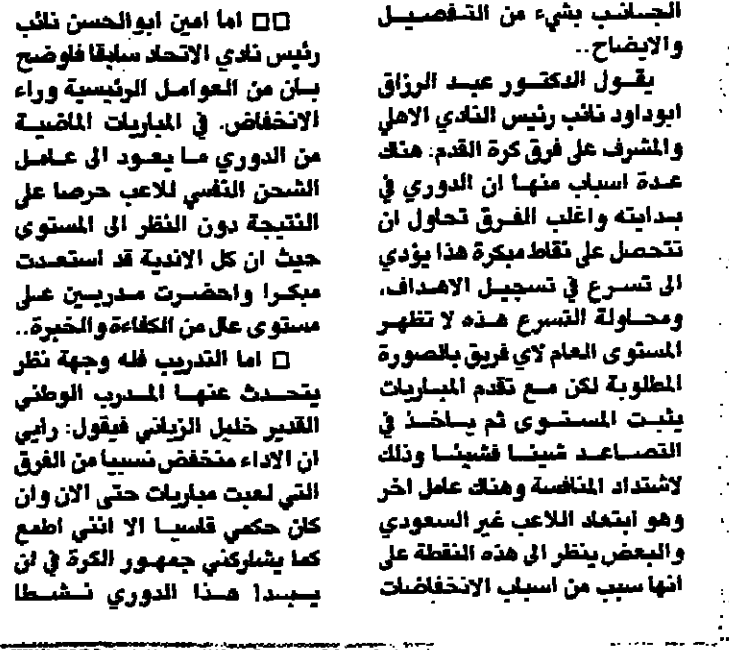 الجانب بشيء من التفصيل
والايضاح..
يقول الدكتور عبد الرزاق
ابوداود نائب رئيس النادي الاهلي
والمشرف على فرق كرة القدم: هناك
عدة اسباب منها ان الدوري في
بدايته واغلب الفرق تحاول ان
تتحصل على نقاط مبكرة هذا يؤدي
الى تسرع في تسجيل الاهداف،
ومحاولة التسرع هذه لا تظهر
المستوى العام لاي فريق بالصورة
المطلوبة لكن مع تقدم المباريات
يثبت المستوى ثم ياخذ في
التصاعد شيئا فشيئا وذلك
لاشتداد المنافسة وهناك عامل اخر
وهو ابتعاد اللاعب غير السعودي
والبعض ينظر الى هذه النقطة على
انها سبب من اسباب الانخفاضات
□□ اما امين ابوالحسن نائب
رئيس نادي الاتحاد سابقا فاوضح
بان من العوامل الرئيسية وراء
الانخفاض. في المباريات الماضية
من الدوري ما يعود الى عامل
الشحن النفسي للاعب حرصا على
النتيجة دون النظر الى المستوى
حيث ان كل الاندية قد استعدت
مبكرا واحضرت مدربين على
مستوى عال من الكفاءة والخبرة..
□ اما التدريب فله وجهة نظر
يتحدث عنها المدرب الوطني
القدير خليل الزياني فيقول: رايي
ان الاداء منخفض نسبيا من الفرق
التي لعبت مباريات حتى الان وان
كان حكمي قاسيا الا انني اطمع
كما يشاركني جمهور الكرة في ان
يبدا هذا الدوري نشطا